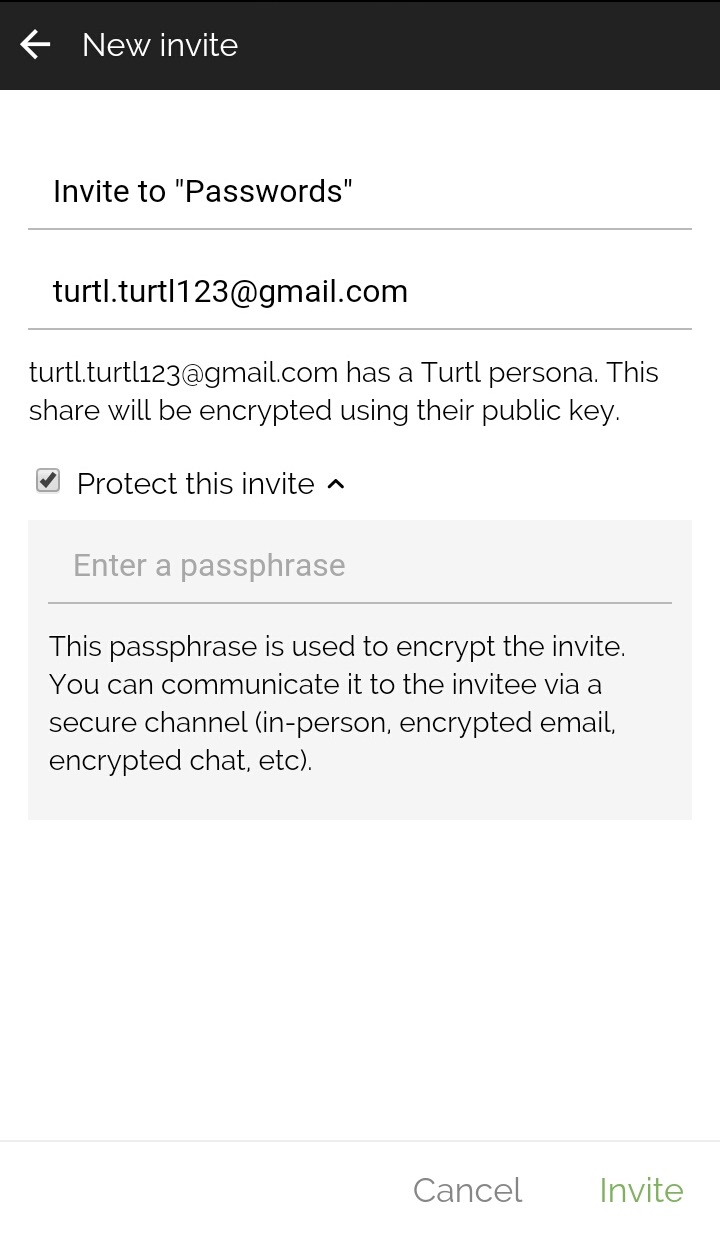 New invite
Invite to "Passwords"
turtl.turtl123@gmail.com
turtl.turtl123@gmail.com has a Turtl persona. This
share will be encrypted using their public key.
Protect this invite
Enter a passphrase
This passphrase is used to encrypt the invite.
You can communicate it to the invitee via a
secure channel (in-person, encrypted email,
encrypted chat, etc).
Cancel Invite